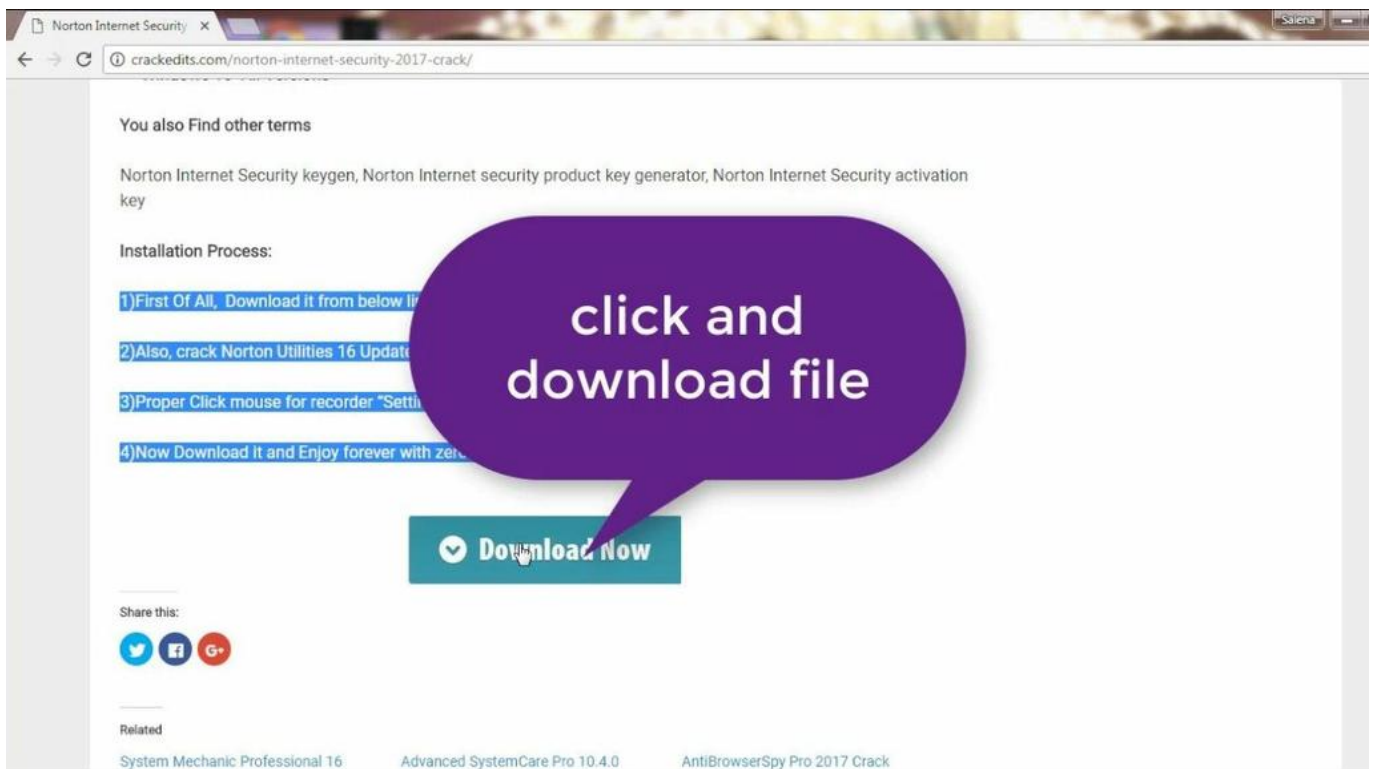 Norton Internet Security
Salena
crackedits.com/norton-internet-security-2017-crack/
You also Find other terms
Norton Internet Security keygen, Norton Internet security product key generator, Norton Internet Security activation
key
Installation Process:
1)First Of All, Download it from below
2)Also, crack Norton Utilities 16
3)Proper Click mouse for recorder
4)Now Download It and Enjoy forever with
click and
download file
Download Now
Share this:
G+
Related
System Mechanic Professional 16 Advanced SystemCare Pro 10.4.0 AntiBrowserSpy Pro 2017 Crack